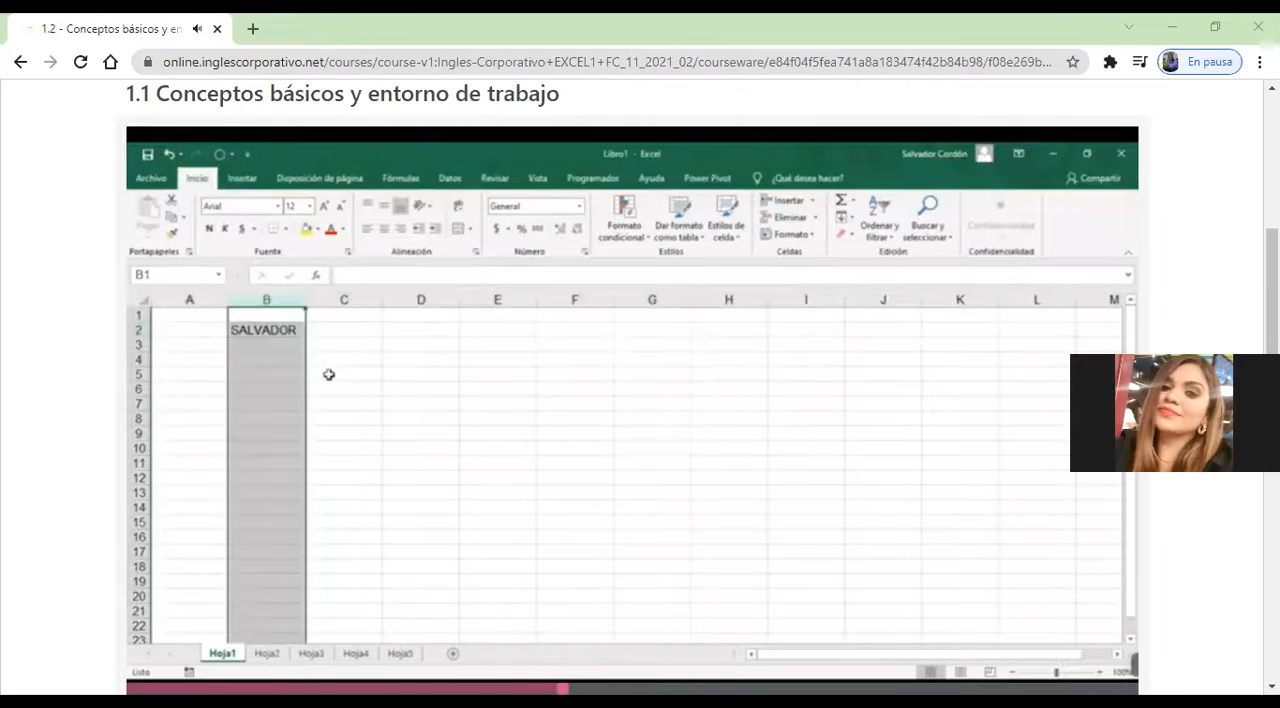 1.2 - Conceptos básicos y en
online.inglescorporativo.net/courses/course-v1:Ingles-Corporativo+EXCEL1+FC_11_2021_02/courseware/e84f04f5fea741a8a183474f42b84b98/f08e269b...
En pausa
1.1 Conceptos básicos y entorno de trabajo
Libro1 - Excel
Salvador Cordón
Archivo Inicio Insertar Disposición de página Fórmulas Datos Revisar Vista Programador Ayuda Power Pivot ¿Qué desea hacer? Compartir
Pegar
Arial 12
N K S
General
$ % 000
Formato condicional
Dar formato como tabla
Estilos de celda
Insertar
Eliminar
Formato
Ordenar y filtrar
Buscar y seleccionar
Confidencialidad
Portapapeles Fuente Alineación Número Estilos Celdas Edición Confidencialidad
B1
fx
A B C D E F G H I J K L M
1
2 SALVADOR
3
4
5
6
7
8
9
10
11
12
13
14
15
16
17
18
19
20
21
22
23
Hoja1 Hoja2 Hoja3 Hoja4 Hoja5
Listo
100%